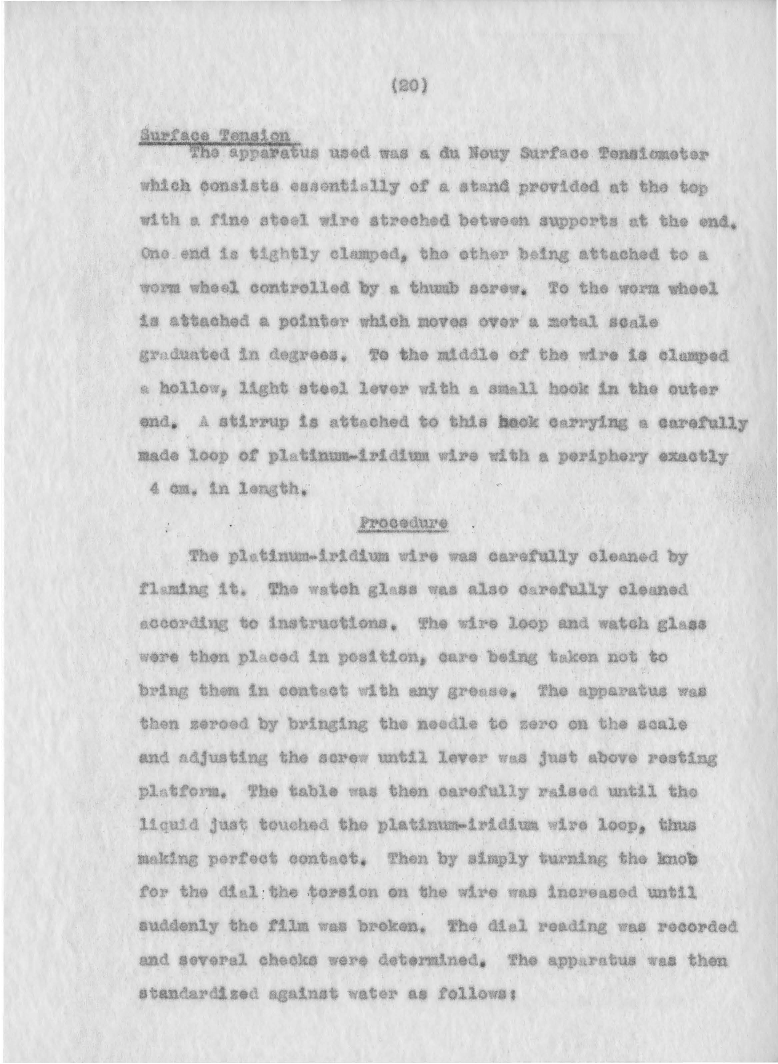 (20)
Surface Tension
The apparatus used was a du Nouy Surface Tensiometer
which consists essentially of a stand provided at the top
with a fine steel wire streched between supports at the end.
One end is tightly clamped, the other being attached to a
worm wheel controlled by a thumb screw. To the worm wheel
is attached a pointer which moves over a metal scale
graduated in degrees. To the middle of the wire is clamped
a hollow, light steel lever with a small hook in the outer
end. A stirrup is attached to this hook carrying a carefully
made loop of platinum-iridium wire with a periphery exactly
4 cm. in length.
Procedure
The platinum-iridium wire was carefully cleaned by
flaming it. The watch glass was also carefully cleaned
according to instructions. The wire loop and watch glass
were then placed in position, care being taken not to
bring them in contact with any grease. The apparatus was
then zeroed by bringing the needle to zero on the scale
and adjusting the screw until lever was just above resting
platform. The table was then carefully raised until the
liquid just touched the platinum-iridium wire loop, thus
making perfect contact. Then by simply turning the knob
for the dial the torsion on the wire was increased until
suddenly the film was broken. The dial reading was recorded
and several checks were determined. The apparatus was then
standardized against water as follows: